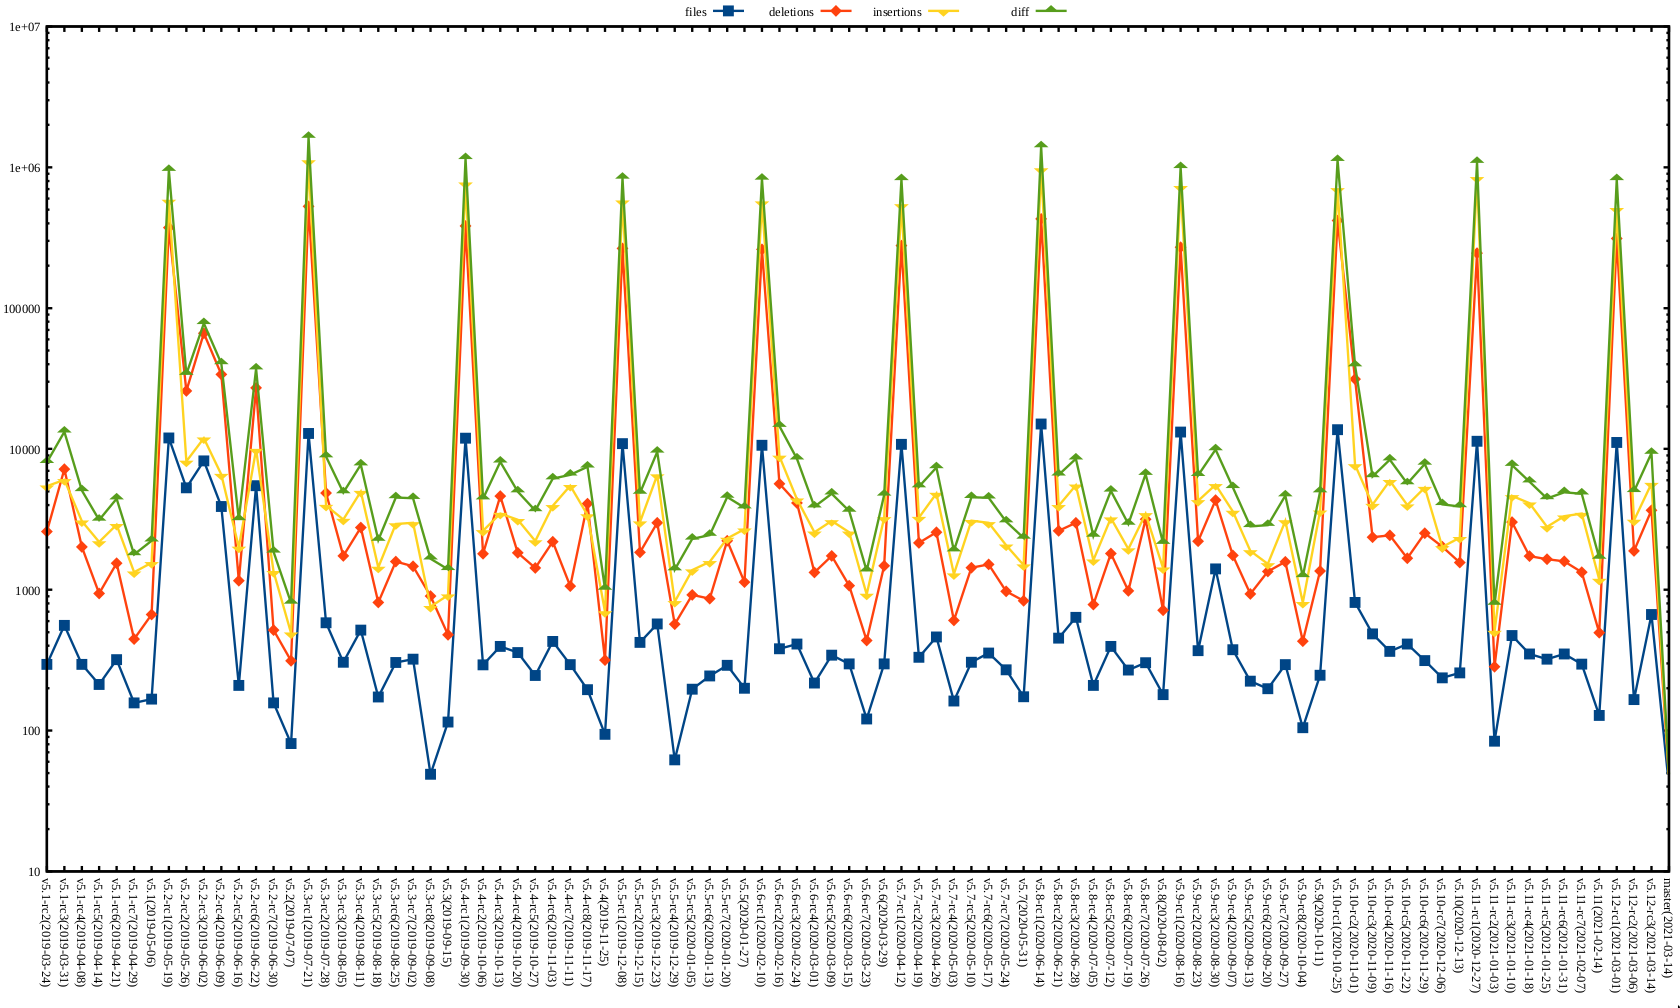 files deletions insertions diff
1e+07
1e+06
100000
10000
1000
100
10
v5.1-rc2(2019-03-24)
v5.1-rc3(2019-03-31)
v5.1-rc4(2019-04-08)
v5.1-rc5(2019-04-14)
v5.1-rc6(2019-04-21)
v5.1-rc7(2019-04-29)
v5.1(2019-05-06)
v5.2-rc1(2019-05-19)
v5.2-rc2(2019-05-26)
v5.2-rc3(2019-06-02)
v5.2-rc4(2019-06-09)
v5.2-rc5(2019-06-16)
v5.2-rc6(2019-06-22)
v5.2-rc7(2019-06-30)
v5.2(2019-07-07)
v5.3-rc1(2019-07-21)
v5.3-rc2(2019-07-28)
v5.3-rc3(2019-08-05)
v5.3-rc4(2019-08-11)
v5.3-rc5(2019-08-18)
v5.3-rc6(2019-08-25)
v5.3-rc7(2019-09-02)
v5.3-rc8(2019-09-08)
v5.3(2019-09-15)
v5.4-rc1(2019-09-30)
v5.4-rc2(2019-10-06)
v5.4-rc3(2019-10-13)
v5.4-rc4(2019-10-20)
v5.4-rc5(2019-10-27)
v5.4-rc6(2019-11-03)
v5.4-rc7(2019-11-11)
v5.4-rc8(2019-11-17)
v5.4(2019-11-25)
v5.5-rc1(2019-12-08)
v5.5-rc2(2019-12-15)
v5.5-rc3(2019-12-23)
v5.5-rc4(2019-12-29)
v5.5-rc5(2020-01-05)
v5.5-rc6(2020-01-13)
v5.5-rc7(2020-01-20)
v5.5(2020-01-27)
v5.6-rc1(2020-02-10)
v5.6-rc2(2020-02-16)
v5.6-rc3(2020-02-24)
v5.6-rc4(2020-03-01)
v5.6-rc5(2020-03-09)
v5.6-rc6(2020-03-15)
v5.6-rc7(2020-03-23)
v5.6(2020-03-29)
v5.7-rc1(2020-04-12)
v5.7-rc2(2020-04-19)
v5.7-rc3(2020-04-26)
v5.7-rc4(2020-05-03)
v5.7-rc5(2020-05-10)
v5.7-rc6(2020-05-17)
v5.7-rc7(2020-05-24)
v5.7(2020-05-31)
v5.8-rc1(2020-06-14)
v5.8-rc2(2020-06-21)
v5.8-rc3(2020-06-28)
v5.8-rc4(2020-07-05)
v5.8-rc5(2020-07-12)
v5.8-rc6(2020-07-19)
v5.8-rc7(2020-07-26)
v5.8(2020-08-02)
v5.9-rc1(2020-08-16)
v5.9-rc2(2020-08-23)
v5.9-rc3(2020-08-30)
v5.9-rc4(2020-09-07)
v5.9-rc5(2020-09-13)
v5.9-rc6(2020-09-20)
v5.9-rc7(2020-09-27)
v5.9-rc8(2020-10-04)
v5.9(2020-10-11)
v5.10-rc1(2020-10-25)
v5.10-rc2(2020-11-01)
v5.10-rc3(2020-11-09)
v5.10-rc4(2020-11-16)
v5.10-rc5(2020-11-22)
v5.10-rc6(2020-11-29)
v5.10-rc7(2020-12-06)
v5.10(2020-12-13)
v5.11-rc1(2020-12-27)
v5.11-rc2(2021-01-03)
v5.11-rc3(2021-01-10)
v5.11-rc4(2021-01-18)
v5.11-rc5(2021-01-25)
v5.11-rc6(2021-01-31)
v5.11-rc7(2021-02-07)
v5.11(2021-02-14)
v5.12-rc1(2021-03-01)
v5.12-rc2(2021-03-06)
v5.12-rc3(2021-03-14)
master(2021-03-14)